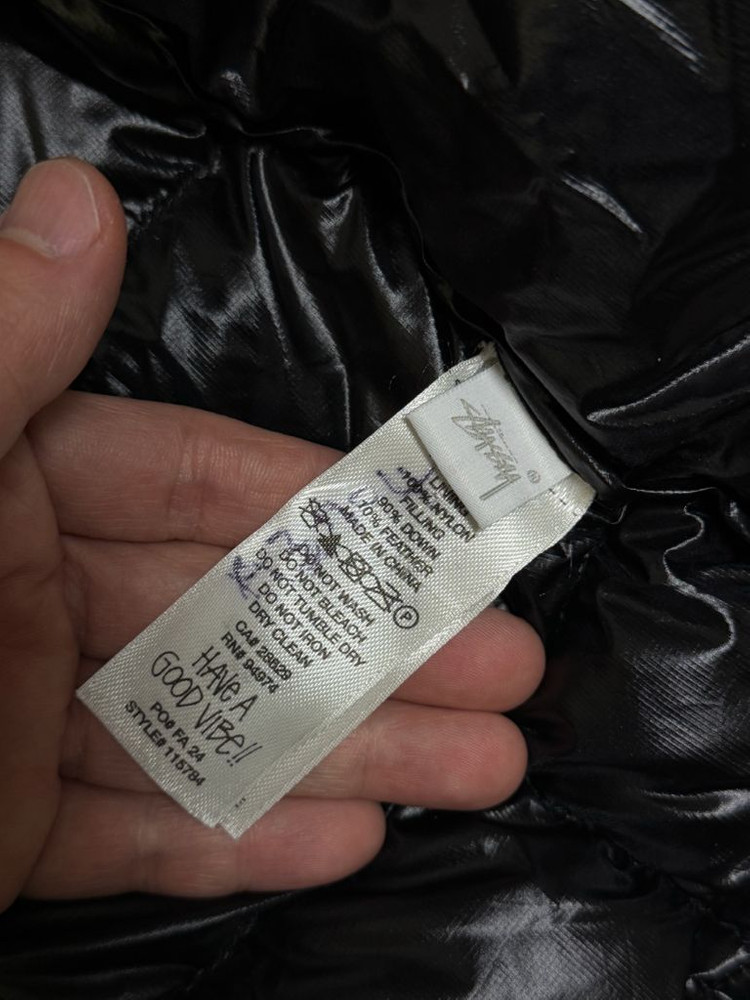 Stüssy
®
LINING
100% NYLON
FILLING
90% DOWN
10% FEATHER
MADE IN CHINA
P
DO NOT WASH
DO NOT BLEACH
DO NOT TUMBLE DRY
DO NOT IRON
DRY CLEAN
CA# 25829
RN# 94974
HAVE A
GOOD VIBE!!
PO# FA 24
STYLE# 115784